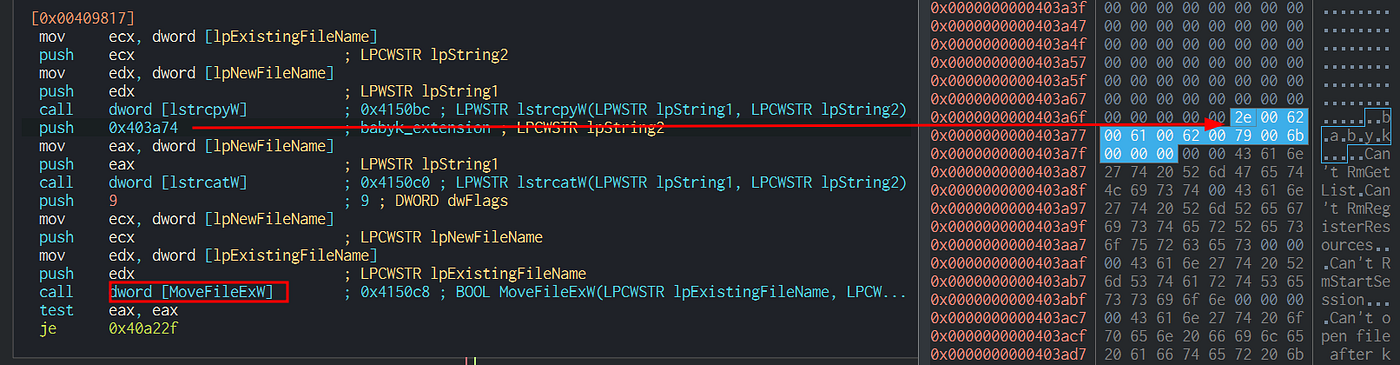 [0x00409817]
mov ecx, dword [lpExistingFileName]
push ecx ; LPCWSTR lpString2
mov edx, dword [lpNewFileName]
push edx ; LPWSTR lpString1
call dword [lstrcpyW] ; 0x4150bc ; LPWSTR lstrcpyW(LPWSTR lpString1, LPCWSTR lpString2)
push 0x403a74 ; babyk_extension ; LPCWSTR lpString2
mov eax, dword [lpNewFileName]
push eax ; LPWSTR lpString1
call dword [lstrcatW] ; 0x4150c0 ; LPWSTR lstrcatW(LPWSTR lpString1, LPCWSTR lpString2)
push 9 ; 9 ; DWORD dwFlags
mov ecx, dword [lpNewFileName]
push ecx ; LPCWSTR lpNewFileName
mov edx, dword [lpExistingFileName]
push edx ; LPCWSTR lpExistingFileName
call dword [MoveFileExW] ; 0x4150c8 ; BOOL MoveFileExW(LPCWSTR lpExistingFileName, LPCW...
test eax, eax
je 0x40a22f
0x0000000000403a3f 00 00 00 00 00 00 00 00 ........
0x0000000000403a47 00 00 00 00 00 00 00 00 ........
0x0000000000403a4f 00 00 00 00 00 00 00 00 ........
0x0000000000403a57 00 00 00 00 00 00 00 00 ........
0x0000000000403a5f 00 00 00 00 00 00 00 00 ........
0x0000000000403a67 00 00 00 00 00 00 00 00 ........
0x0000000000403a6f 00 00 00 00 00 2e 00 62 .......b
0x0000000000403a77 00 61 00 62 00 79 00 6b .a.b.y.k
0x0000000000403a7f 00 00 00 00 00 43 61 6e .....Can
0x0000000000403a87 27 74 20 52 6d 47 65 74 't RmGet
0x0000000000403a8f 4c 69 73 74 00 43 61 6e List.Can
0x0000000000403a97 27 74 20 52 6d 52 65 67 't RmReg
0x0000000000403a9f 69 73 74 65 72 52 65 73 isterRes
0x0000000000403aa7 6f 75 72 63 65 73 00 00 ources..
0x0000000000403aaf 00 43 61 6e 27 74 20 52 .Can't R
0x0000000000403ab7 6d 53 74 61 72 74 53 65 mStartSe
0x0000000000403abf 73 73 69 6f 6e 00 00 00 ssion...
0x0000000000403ac7 00 43 61 6e 27 74 20 6f .Can't o
0x0000000000403acf 70 65 6e 20 66 69 6c 65 pen file
0x0000000000403ad7 20 61 66 74 65 72 20 6b after k